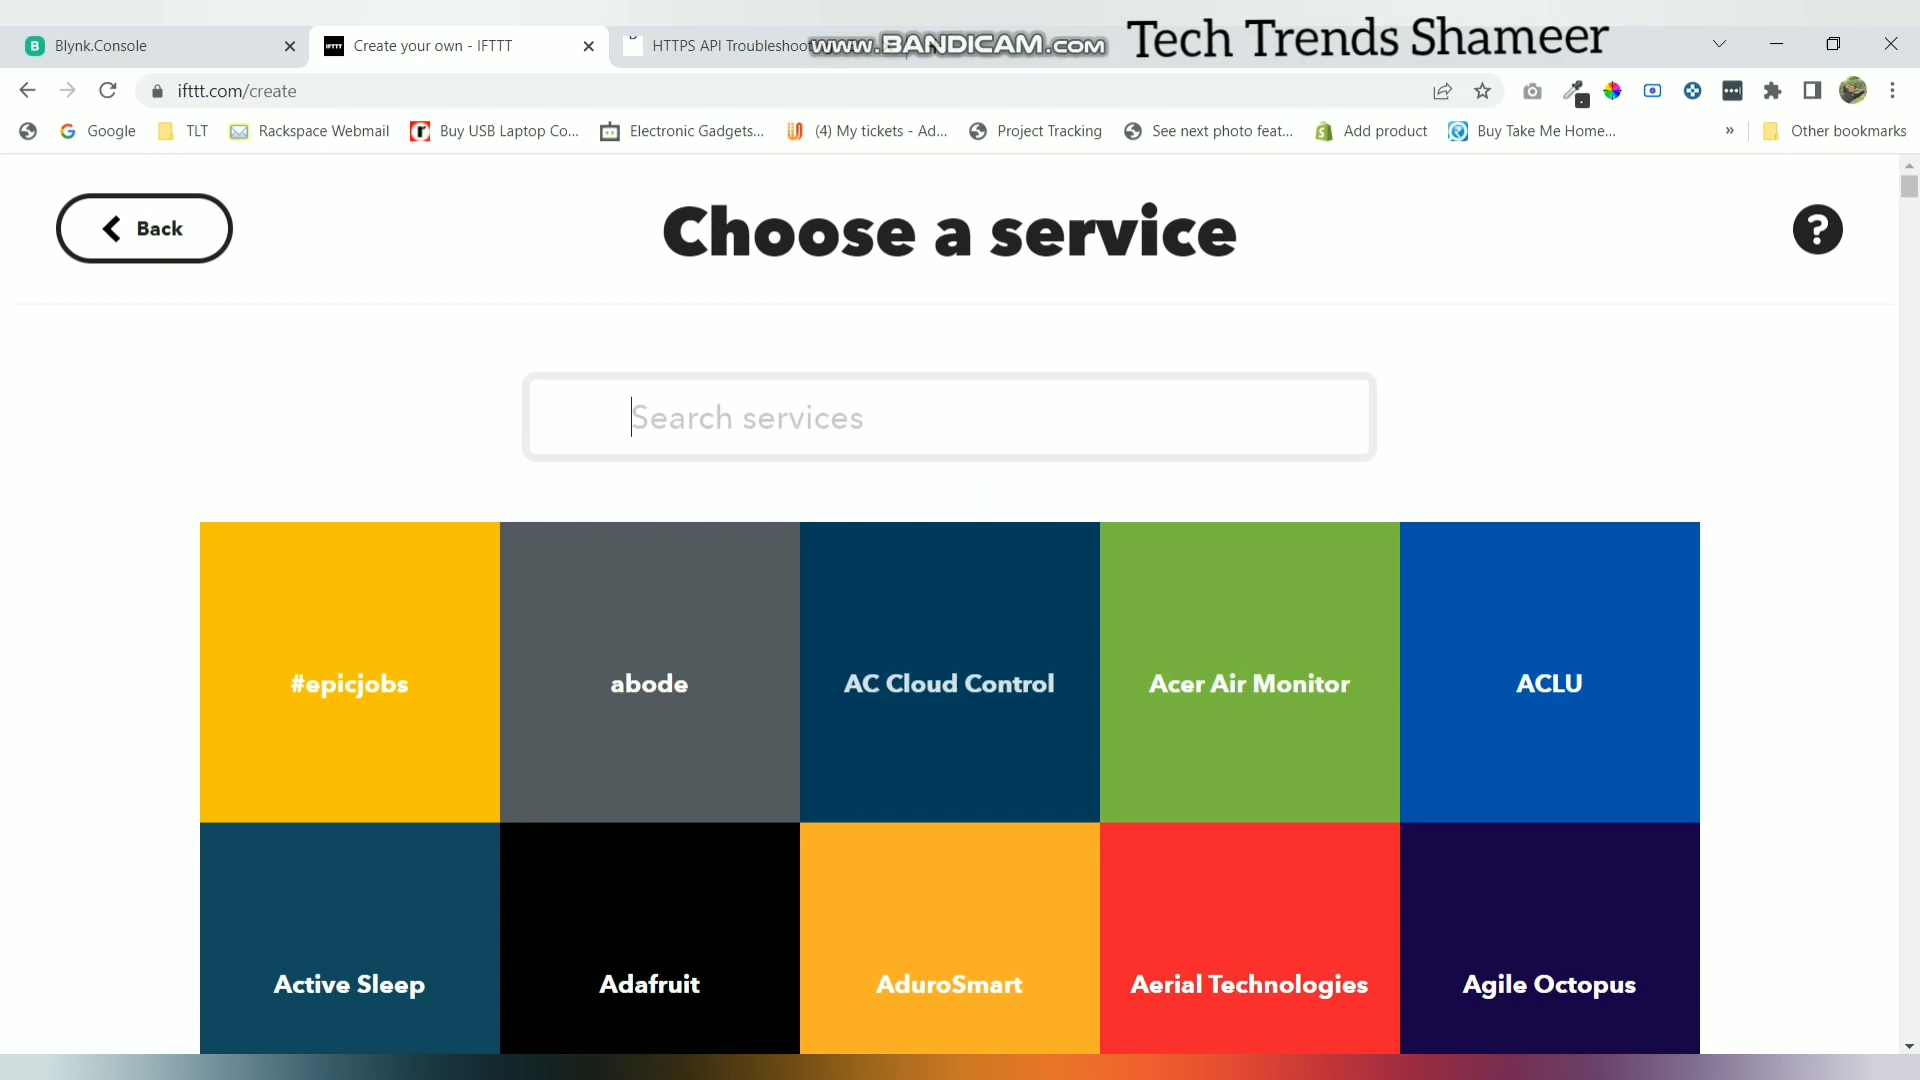 Tech Trends Shameer
Blynk.Console
Create your own - IFTTT
HTTPS API Troubleshoot
www.BANDICAM.com
ifttt.com/create
Google
TLT
Rackspace Webmail
Buy USB Laptop Co...
Electronic Gadgets...
(4) My tickets - Ad...
Project Tracking
See next photo feat...
Add product
Buy Take Me Home...
»
Other bookmarks
Back
Choose a service
?
Search services
#epicjobs
abode
AC Cloud Control
Acer Air Monitor
ACLU
Active Sleep
Adafruit
AduroSmart
Aerial Technologies
Agile Octopus